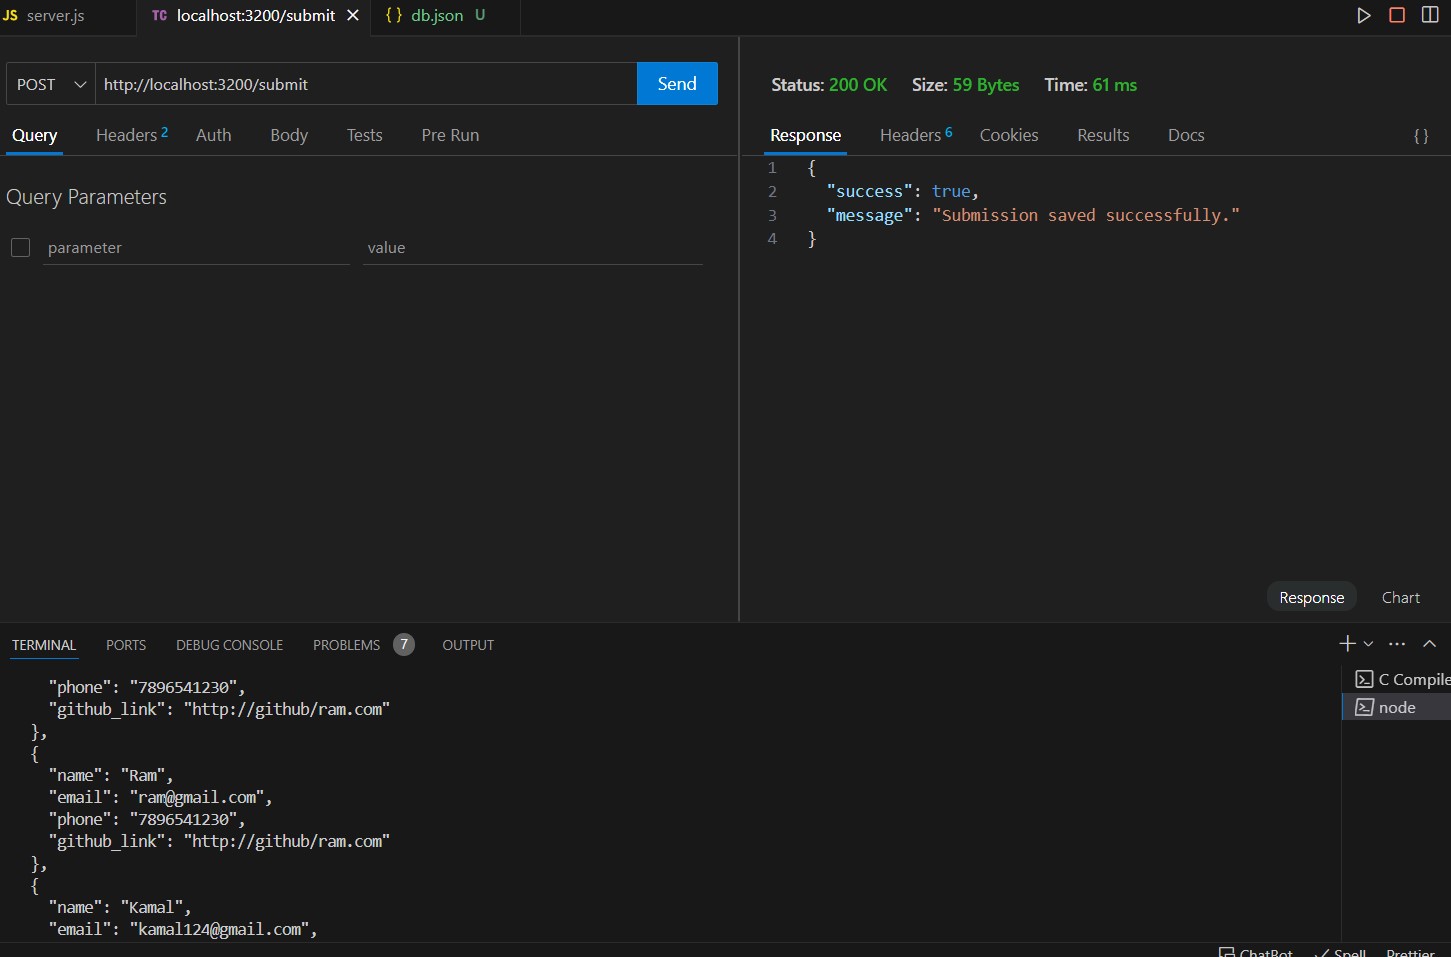 JS server.js TC localhost:3200/submit {} db.json U
POST http://localhost:3200/submit Send
Status: 200 OK Size: 59 Bytes Time: 61 ms
Query Headers 2 Auth Body Tests Pre Run
Response Headers 6 Cookies Results Docs {}
Query Parameters
parameter value
1 {
2 "success": true,
3 "message": "Submission saved successfully."
4 }
Response Chart
TERMINAL PORTS DEBUG CONSOLE PROBLEMS 7 OUTPUT
"phone": "7896541230",
"github_link": "http://github/ram.com"
},
{
"name": "Ram",
"email": "ram@gmail.com",
"phone": "7896541230",
"github_link": "http://github/ram.com"
},
{
"name": "Kamal",
"email": "kamal124@gmail.com",
C Compile
node
ChatBot Spell Prettier